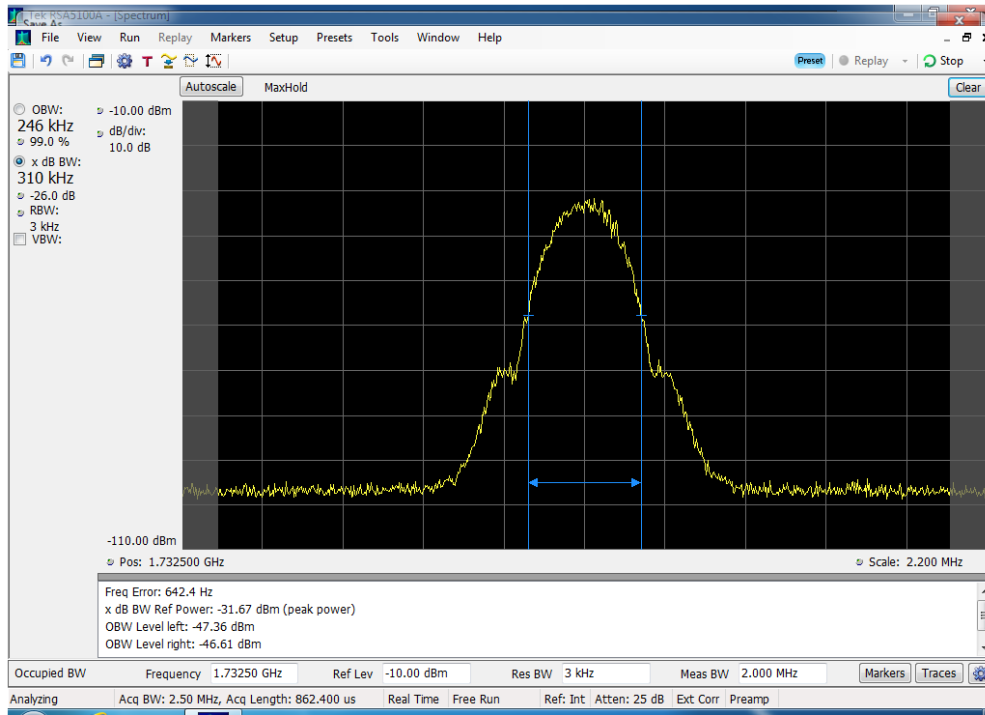 Tek RSA5100A - [Spectrum]
Save As
File View Run Replay Markers Setup Presets Tools Window Help
Preset Replay Stop
Autoscale MaxHold Clear
OBW:
246 kHz
99.0 %
x dB BW:
310 kHz
-26.0 dB
RBW:
3 kHz
VBW:
-10.00 dBm
dB/div:
10.0 dB
-110.00 dBm
Pos: 1.732500 GHz Scale: 2.200 MHz
Freq Error: 642.4 Hz
x dB BW Ref Power: -31.67 dBm (peak power)
OBW Level left: -47.36 dBm
OBW Level right: -46.61 dBm
Occupied BW Frequency 1.73250 GHz Ref Lev -10.00 dBm Res BW 3 kHz Meas BW 2.000 MHz Markers Traces
Analyzing Acq BW: 2.50 MHz, Acq Length: 862.400 us Real Time Free Run Ref: Int Atten: 25 dB Ext Corr Preamp